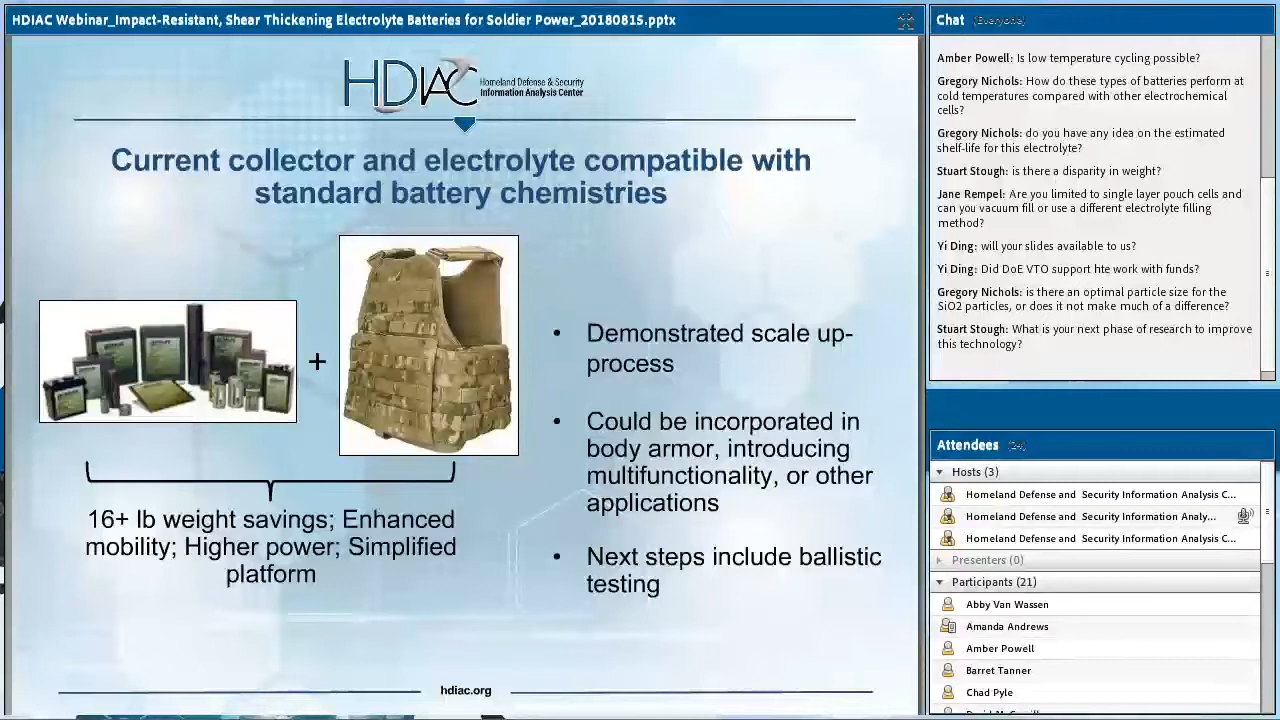 HDIAC Webinar_Impact-Resistant, Shear Thickening Electrolyte Batteries for Soldier Power_20180815.pptx
HDIAC
Homeland Defense & Security
Information Analysis Center
Current collector and electrolyte compatible with
standard battery chemistries
+
16+ lb weight savings; Enhanced
mobility; Higher power; Simplified
platform
• Demonstrated scale up-
process
• Could be incorporated in
body armor, introducing
multifunctionality, or other
applications
• Next steps include ballistic
testing
hdiac.org
Chat (Everyone)
Amber Powell: Is low temperature cycling possible?
Gregory Nichols: How do these types of batteries perform at
cold temperatures compared with other electrochemical
cells?
Gregory Nichols: do you have any idea on the estimated
shelf-life for this electrolyte?
Stuart Stough: is there a disparity in weight?
Jane Rempel: Are you limited to single layer pouch cells and
can you vacuum fill or use a different electrolyte filling
method?
Yi Ding: will your slides available to us?
Yi Ding: Did DoE VTO support hte work with funds?
Gregory Nichols: is there an optimal particle size for the
SiO2 particles, or does it not make much of a difference?
Stuart Stough: What is your next phase of research to improve
this technology?
Attendees (24)
Hosts (3)
Homeland Defense and Security Information Analysis C...
Homeland Defense and Security Information Analy...
Homeland Defense and Security Information Analysis C...
Presenters (0)
Participants (21)
Abby Van Wassen
Amanda Andrews
Amber Powell
Barret Tanner
Chad Pyle